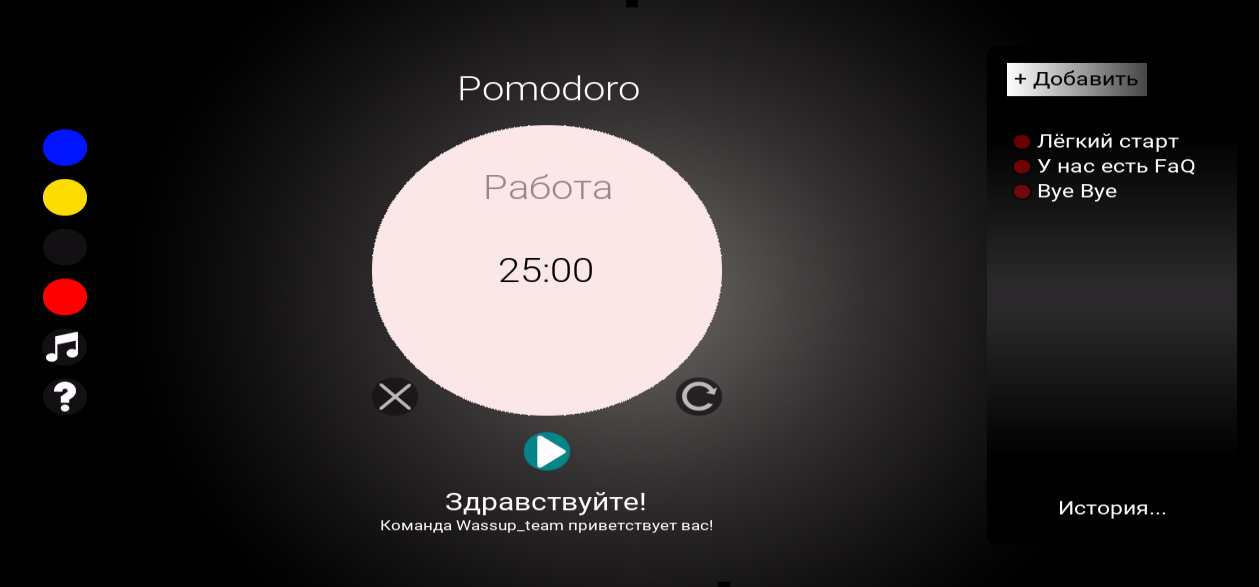 Pomodoro
Работа
25:00
Здравствуйте!
Команда Wassup_team приветствует вас!
+ Добавить
Лёгкий старт
У нас есть FaQ
Bye Bye
История...
?